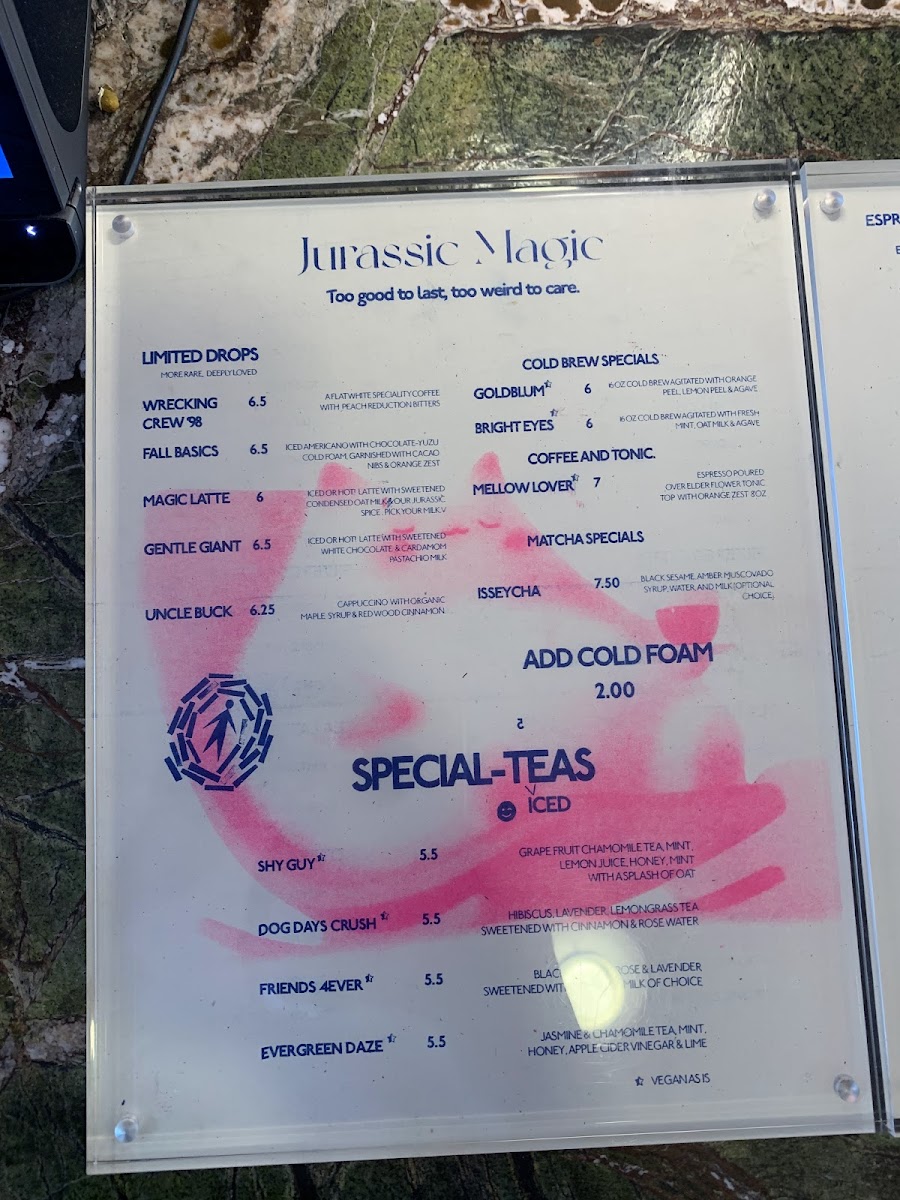 Jurassic Magic
Too good to last, too weird to care.
LIMITED DROPS
MORE RARE, DEEPLY LOVED
WRECKING CREW '98 6.5
A FLAT WHITE SPECIALITY COFFEE
WITH PEACH REDUCTION BITTERS
FALL BASICS 6.5
ICED AMERICANO WITH CHOCOLATE-YUZU
COLD FOAM, GARNISHED WITH CACAO
NIBS & ORANGE ZEST
MAGIC LATTE 6
ICED OR HOT! LATTE WITH SWEETENED
CONDENSED OAT MILK & OUR JURASSIC
SPICE. PICK YOUR MILK.V
GENTLE GIANT 6.5
ICED OR HOT! LATTE WITH SWEETENED
WHITE CHOCOLATE & CARDAMOM
PASTACHIO MILK
UNCLE BUCK 6.25
CAPPUCCINO WITH ORGANIC
MAPLE SYRUP & RED WOOD CINNAMON
COLD BREW SPECIALS
GOLDBLUM 6
16 OZ COLD BREW AGITATED WITH ORANGE
PEEL, LEMON PEEL & AGAVE
BRIGHT EYES 6
16 OZ COLD BREW AGITATED WITH FRESH
MINT, OAT MILK & AGAVE
COFFEE AND TONIC.
MELLOW LOVER 7
ESPRESSO POURED
OVER ELDER FLOWER TONIC
TOP WITH ORANGE ZEST 8OZ
MATCHA SPECIALS
ISSEYCHA 7.50
BLACK SESAME, AMBER MJUSCOVADO
SYRUP, WATER, AND MILK (OPTIONAL
CHOICE)
ADD COLD FOAM
2.00
SPECIAL-TEAS
ICED
SHY GUY 5.5
GRAPE FRUIT CHAMOMILE TEA, MINT,
LEMON JUICE, HONEY, MINT
WITH A SPLASH OF OAT
DOG DAYS CRUSH 5.5
HIBISCUS, LAVENDER, LEMONGRASS TEA
SWEETENED WITH CINNAMON & ROSE WATER
FRIENDS 4EVER 5.5
ROSE & LAVENDER
SWEETENED MILK OF CHOICE
EVERGREEN DAZE 5.5
JASMINE & CHAMOMILE TEA, MINT,
HONEY, APPLE CIDER VINEGAR & LIME
VEGAN AS IS